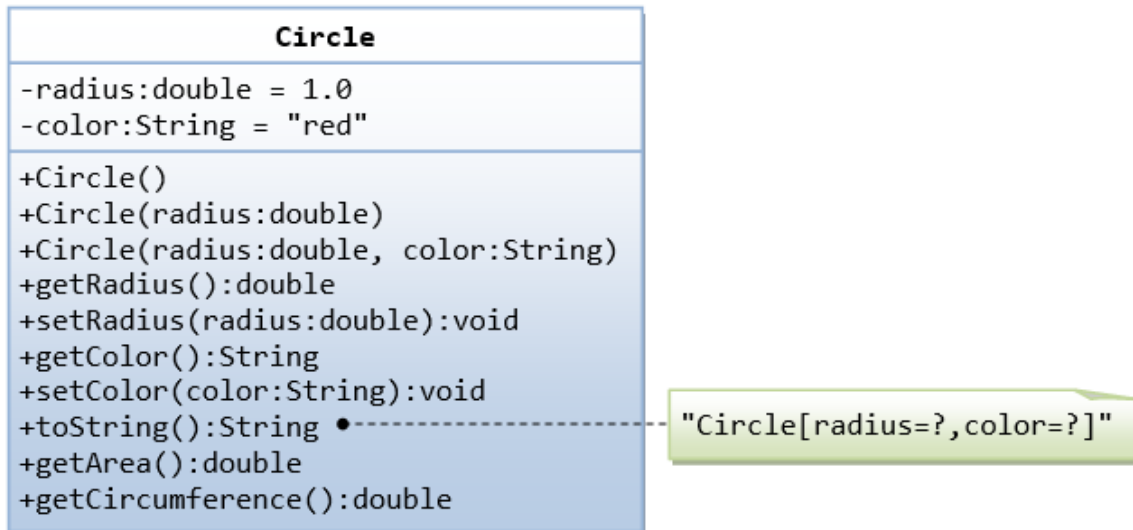 Circle
-radius:double = 1.0
-color:String = "red"
+Circle()
+Circle(radius:double)
+Circle(radius:double, color:String)
+getRadius():double
+setRadius(radius:double):void
+getColor():String
+setColor(color:String):void
+toString():String
"Circle[radius=?,color=?]"
+getArea():double
+getCircumference():double